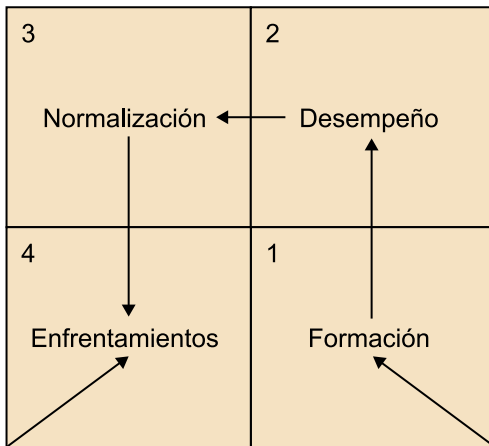 3
2
Normalización
Desempeño
4
1
Enfrentamientos
Formación